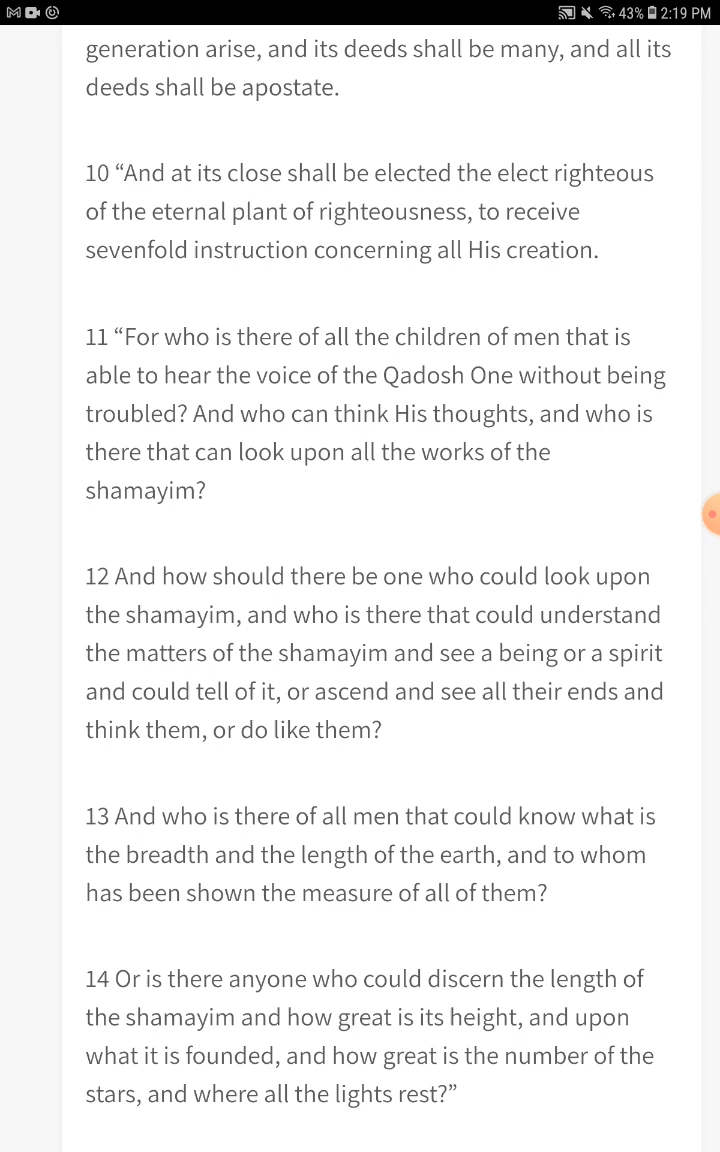 43% 2:19 PM
generation arise, and its deeds shall be many, and all its
deeds shall be apostate.
10 “And at its close shall be elected the elect righteous
of the eternal plant of righteousness, to receive
sevenfold instruction concerning all His creation.
11 “For who is there of all the children of men that is
able to hear the voice of the Qadosh One without being
troubled? And who can think His thoughts, and who is
there that can look upon all the works of the
shamayim?
12 And how should there be one who could look upon
the shamayim, and who is there that could understand
the matters of the shamayim and see a being or a spirit
and could tell of it, or ascend and see all their ends and
think them, or do like them?
13 And who is there of all men that could know what is
the breadth and the length of the earth, and to whom
has been shown the measure of all of them?
14 Or is there anyone who could discern the length of
the shamayim and how great is its height, and upon
what it is founded, and how great is the number of the
stars, and where all the lights rest?”